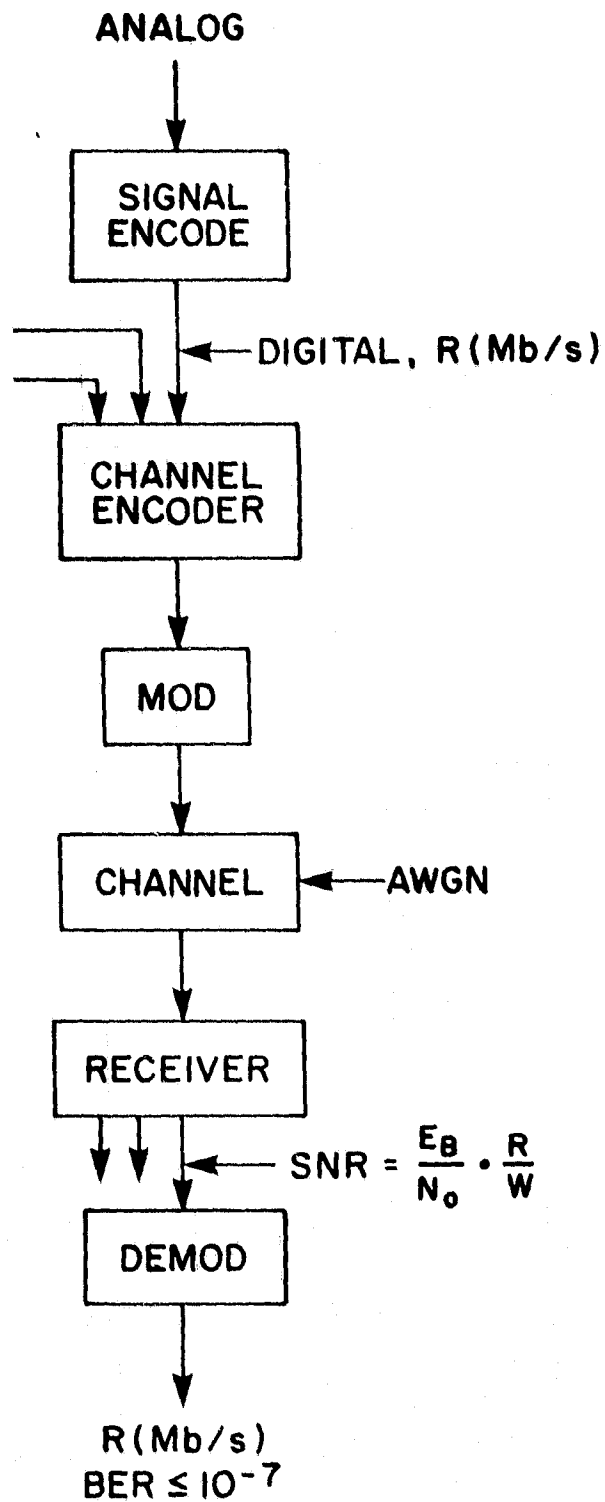 ANALOG
SIGNAL
ENCODE
DIGITAL, R(Mb/s)
CHANNEL
ENCODER
MOD
CHANNEL
AWGN
RECEIVER
SNR = E_B/N_o • R/W
DEMOD
R(Mb/s)
BER ≤ 10⁻⁷